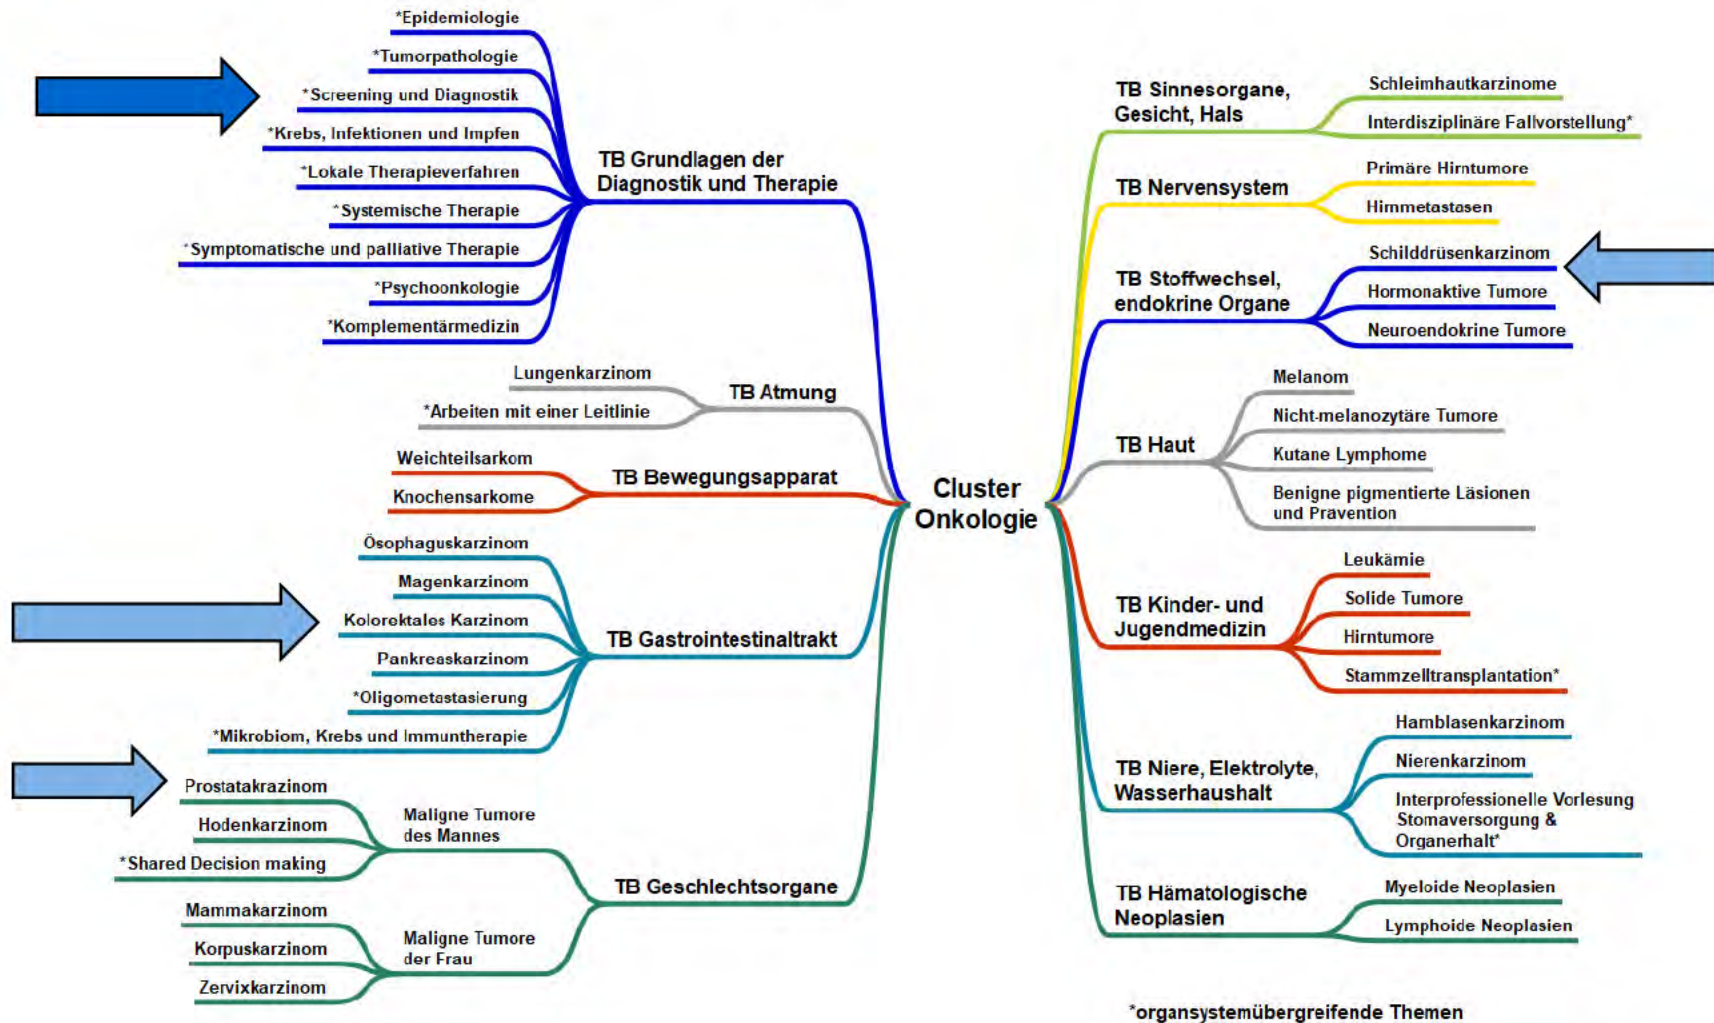 *Epidemiologie
*Tumorpathologie
*Screening und Diagnostik
*Krebs, Infektionen und Impfen
*Lokale Therapieverfahren
*Systemische Therapie
*Symptomatische und palliative Therapie
*Psychoonkologie
*Komplementärmedizin
TB Grundlagen der
Diagnostik und Therapie
Lungenkarzinom
*Arbeiten mit einer Leitlinie
TB Atmung
Weichteilsarkom
Knochensarkome
TB Bewegungsapparat
Ösophaguskarzinom
Magenkarzinom
Kolorektales Karzinom
Pankreaskarzinom
*Oligometastasierung
*Mikrobiom, Krebs und Immuntherapie
TB Gastrointestinaltrakt
Prostatakrazinom
Hodenkarzinom
*Shared Decision making
Maligne Tumore
des Mannes
Mammakarzinom
Korpuskarzinom
Zervixkarzinom
Maligne Tumore
der Frau
TB Geschlechtsorgane
Cluster
Onkologie
TB Sinnesorgane,
Gesicht, Hals
Schleimhautkarzinome
Interdisziplinäre Fallvorstellung*
TB Nervensystem
Primäre Hirntumore
Hirnmetastasen
TB Stoffwechsel,
endokrine Organe
Schilddrüsenkarzinom
Hormonaktive Tumore
Neuroendokrine Tumore
TB Haut
Melanom
Nicht-melanozytäre Tumore
Kutane Lymphome
Benigne pigmentierte Läsionen
und Pravention
TB Kinder- und
Jugendmedizin
Leukämie
Solide Tumore
Hirntumore
Stammzelltransplantation*
TB Niere, Elektrolyte,
Wasserhaushalt
Harnblasenkarzinom
Nierenkarzinom
Interprofessionelle Vorlesung
Stomaversorgung &
Organerhalt*
TB Hämatologische
Neoplasien
Myeloide Neoplasien
Lymphoide Neoplasien
*organsystemübergreifende Themen